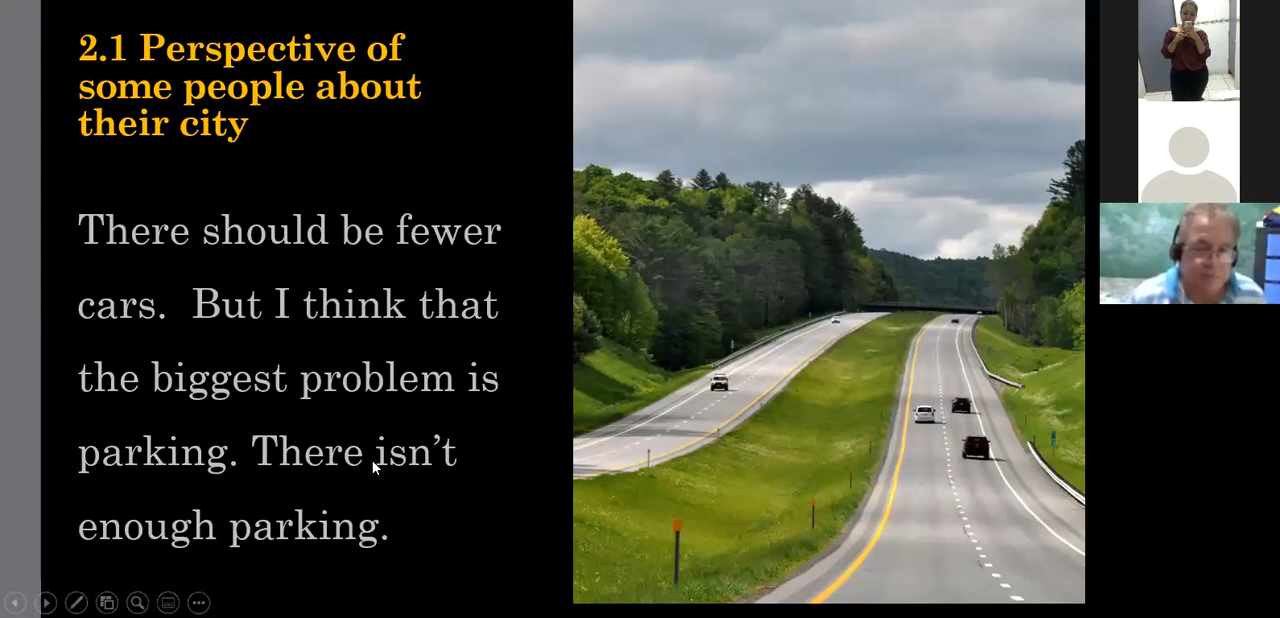 2.1 Perspective of
some people about
their city
There should be fewer
cars.  But I think that
the biggest problem is
parking. There isn’t
enough parking.